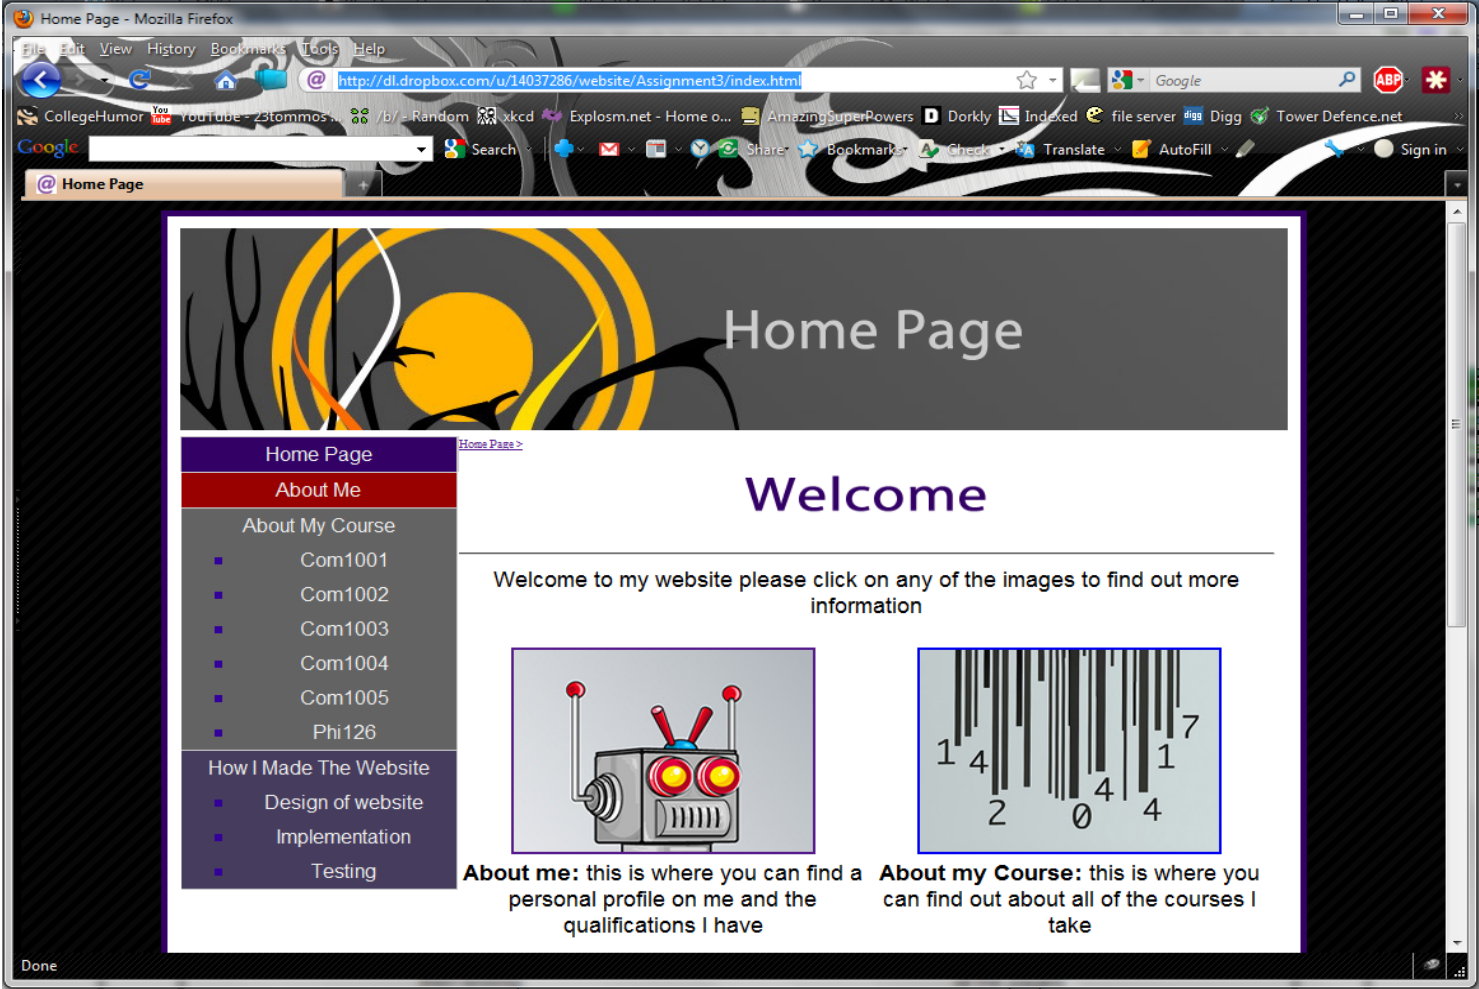 Home Page - Mozilla Firefox
File Edit View History Bookmarks Tools Help
http://dl.dropbox.com/u/14037286/website/Assignment3/index.html
Google
ABP
CollegeHumor YouTube - 23tommos... /b/ - Random xkcd Explosm.net - Home o... AmazingSuperPowers Dorkly Indexed file server Digg Tower Defence.net
Google Search Share Bookmarks Check Translate AutoFill Sign in
Home Page
Home Page
Home Page
About Me
About My Course
Com1001
Com1002
Com1003
Com1004
Com1005
Phi126
How I Made The Website
Design of website
Implementation
Testing
Home Page >
Welcome
Welcome to my website please click on any of the images to find out more
information
1 4 2 0 4 4 1 7
About me: this is where you can find a
personal profile on me and the
qualifications I have
About my Course: this is where you
can find out about all of the courses I
take
Done